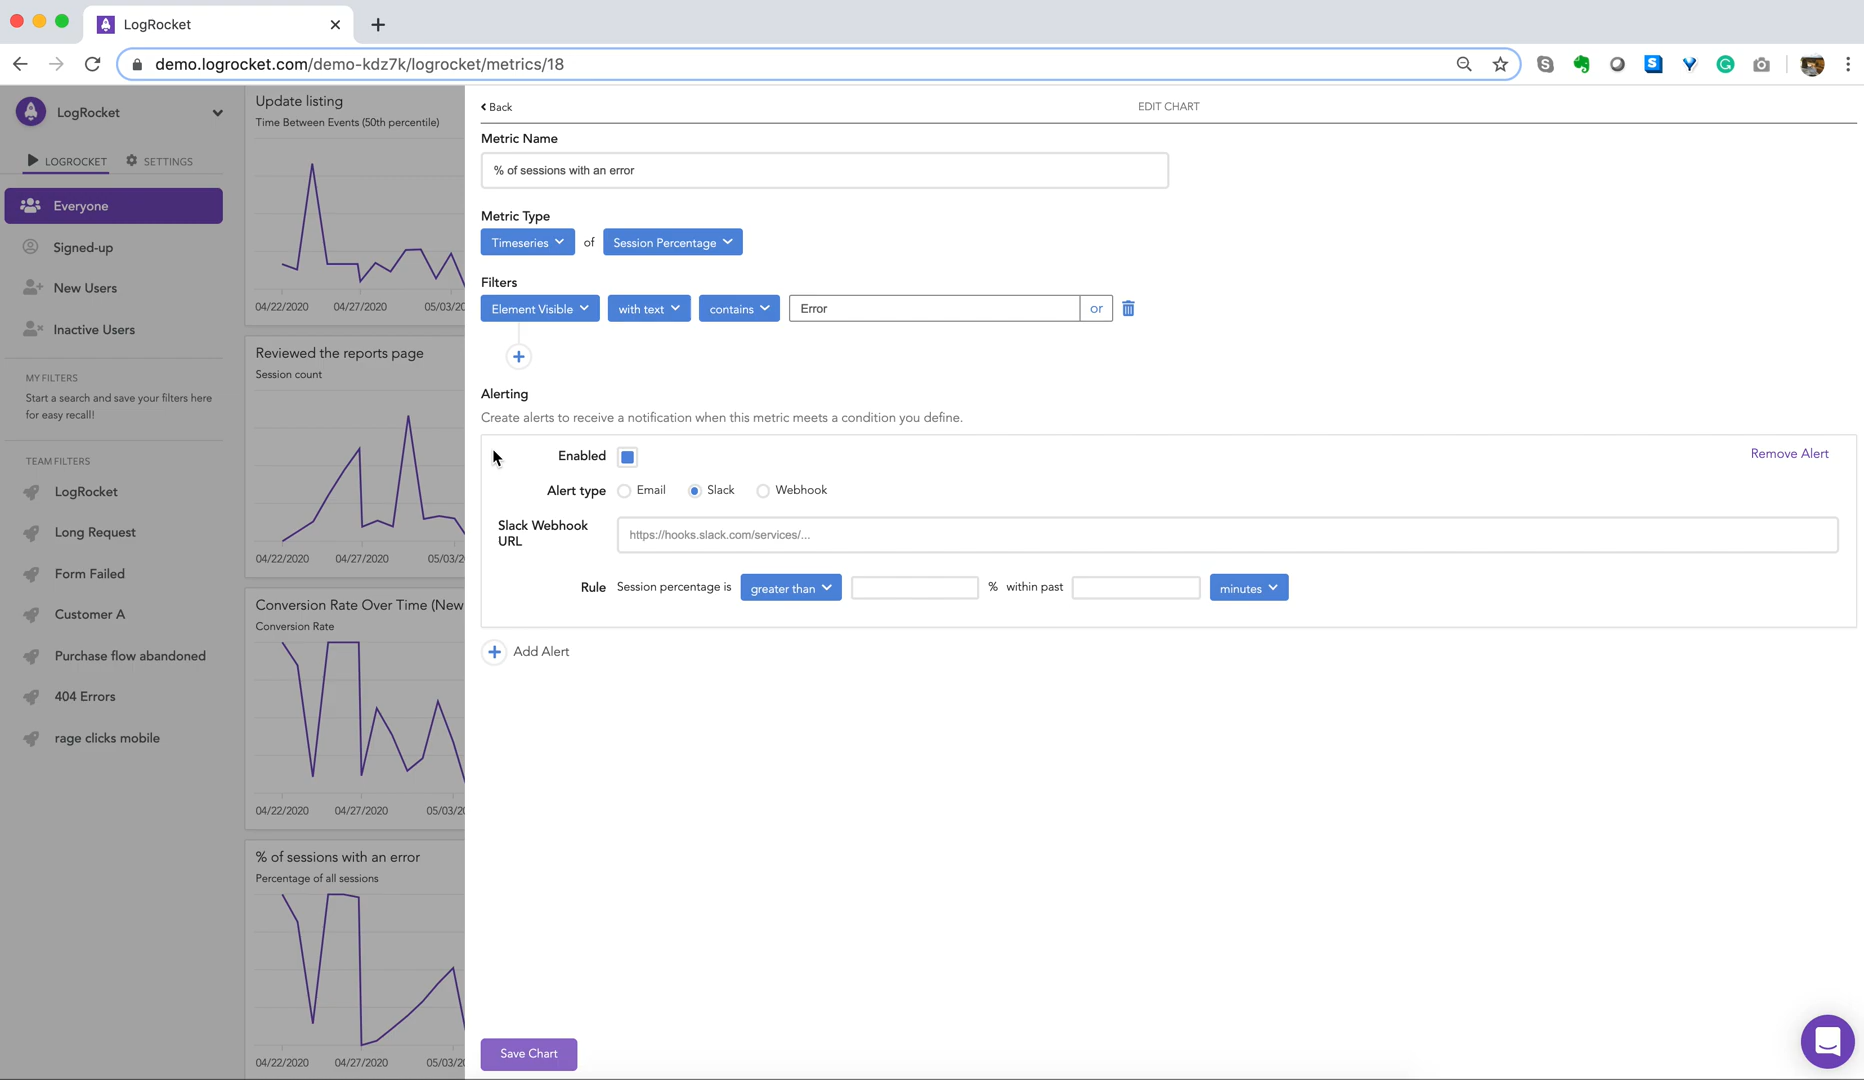 LogRocket
demo.logrocket.com/demo-kdz7k/logrocket/metrics/18
LogRocket
LOGROCKET
SETTINGS
Everyone
Signed-up
New Users
Inactive Users
MY FILTERS
Start a search and save your filters here
for easy recall!
TEAM FILTERS
LogRocket
Long Request
Form Failed
Customer A
Purchase flow abandoned
404 Errors
rage clicks mobile
Update listing
Time Between Events (50th percentile)
04/22/2020 04/27/2020 05/03/2
Reviewed the reports page
Session count
04/22/2020 04/27/2020 05/03/2
Conversion Rate Over Time (New
Conversion Rate
04/22/2020 04/27/2020 05/03/2
% of sessions with an error
Percentage of all sessions
04/22/2020 04/27/2020 05/03/2
Back
EDIT CHART
Metric Name
% of sessions with an error
Metric Type
Timeseries of Session Percentage
Filters
Element Visible with text contains Error or
Alerting
Create alerts to receive a notification when this metric meets a condition you define.
Enabled
Remove Alert
Alert type Email Slack Webhook
Slack Webhook
URL
https://hooks.slack.com/services/...
Rule Session percentage is greater than % within past minutes
Add Alert
Save Chart